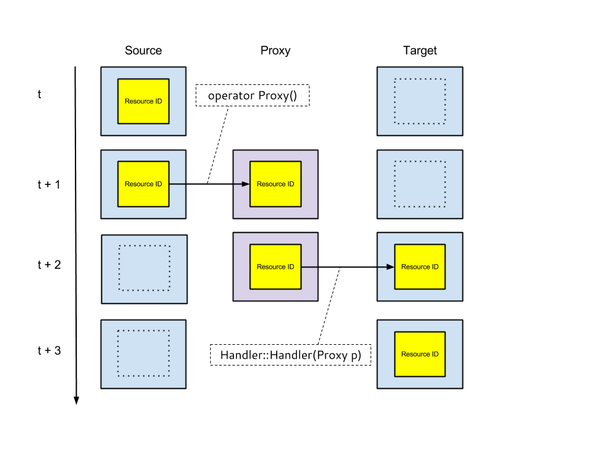 Source
Proxy
Target
t
Resource ID
operator Proxy()
t + 1
Resource ID
Resource ID
t + 2
Resource ID
Resource ID
t + 3
Handler::Handler(Proxy p)
Resource ID